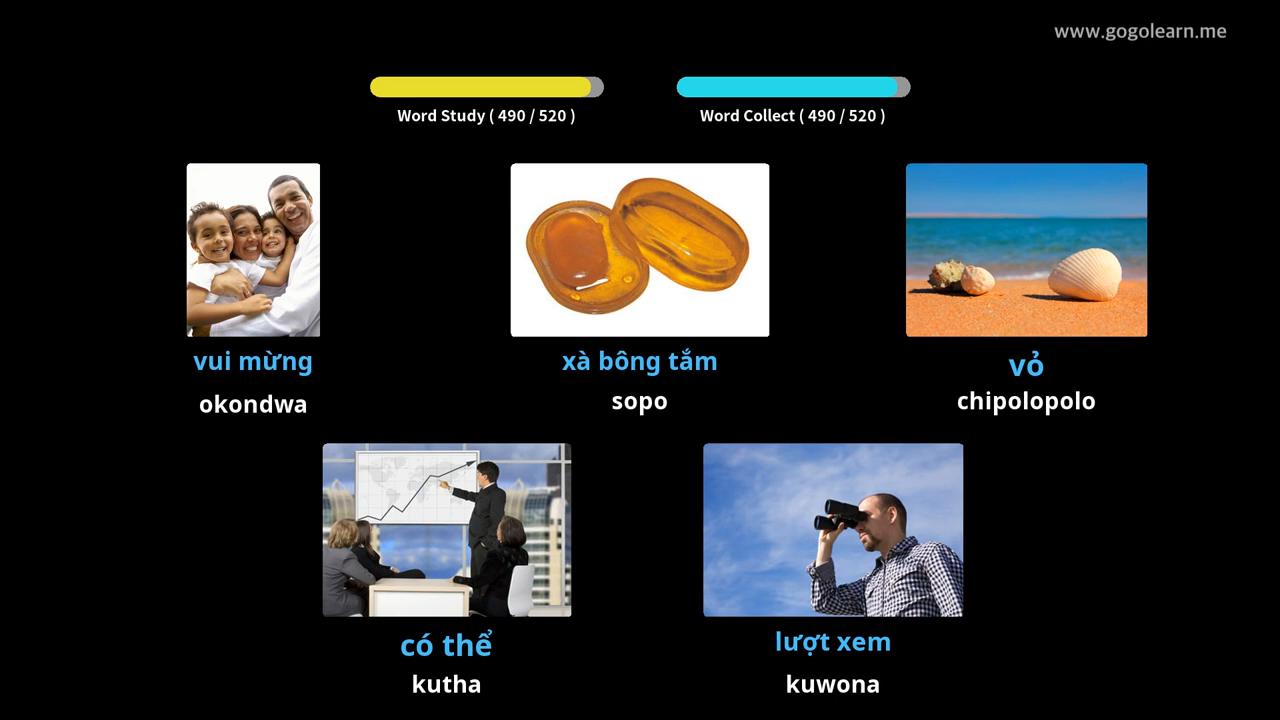 www.gogolearn.me
Word Study ( 490 / 520 )
Word Collect ( 490 / 520 )
vui mừng
okondwa
xà bông tắm
sopo
vỏ
chipolopolo
có thể
kutha
lượt xem
kuwona